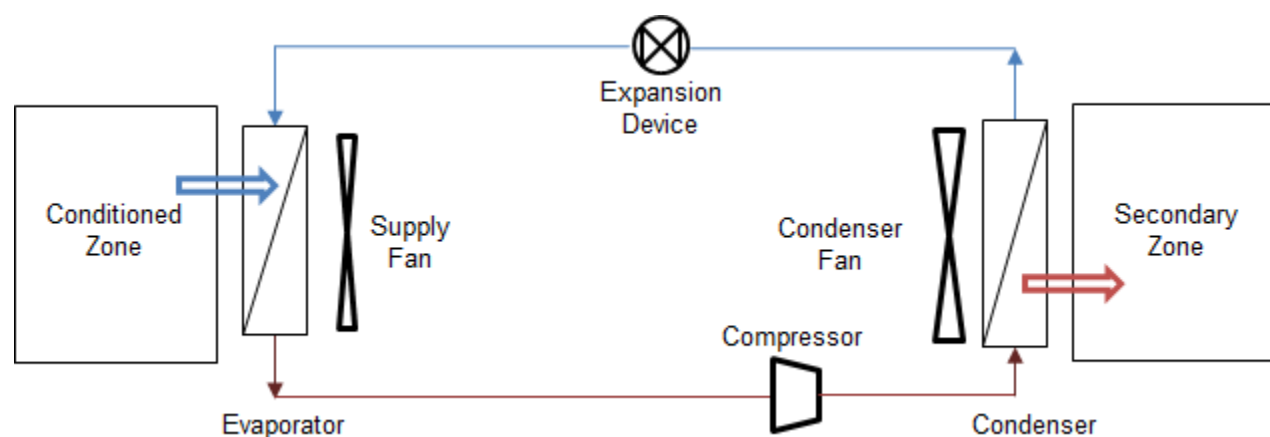 Expansion
Device
Conditioned
Zone
Supply
Fan
Condenser
Fan
Secondary
Zone
Compressor
Evaporator
Condenser